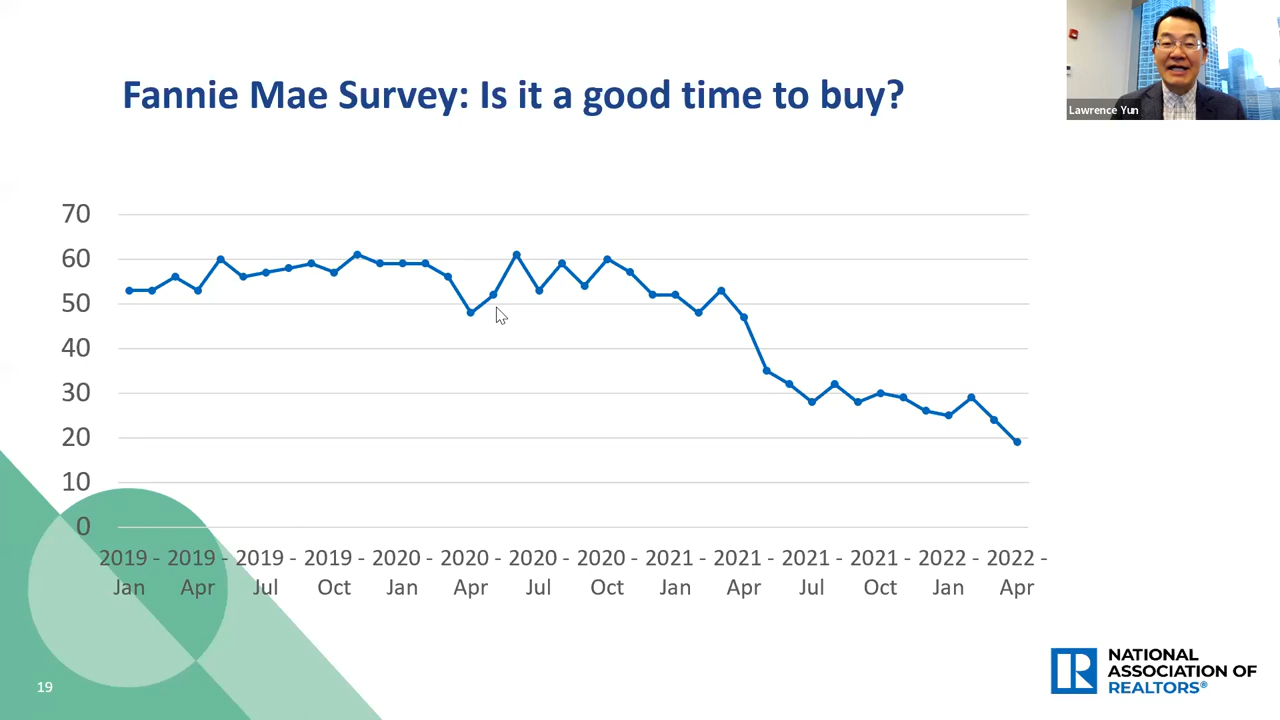 Fannie Mae Survey: Is it a good time to buy?
Lawrence Yun
70
60
50
40
30
20
10
0
2019 - 2019 - 2019 - 2019 - 2020 - 2020 - 2020 - 2020 - 2021 - 2021 - 2021 - 2021 - 2022 - 2022 -
Jan Apr Jul Oct Jan Apr Jul Oct Jan Apr Jul Oct Jan Apr
19
NATIONAL
ASSOCIATION OF
REALTORS®